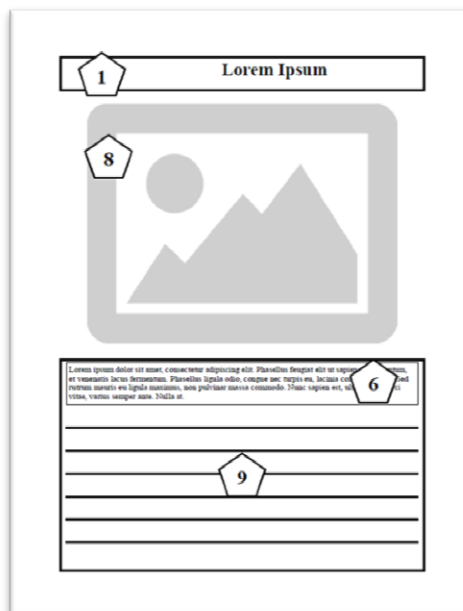 1 Lorem Ipsum
8
Lorem ipsum dolor sit amet, consectetur adipiscing elit. Phasellus feugiat elit ut sapien
et venenatis lacus fermentum. Phasellus ligula odio, congue nec turpis eu, lacinia
rutrum mauris eu ligula maximus, non pulvinar massa commodo. Nunc sapien est,
vitae, varius semper ante. Nulla at.
6
9